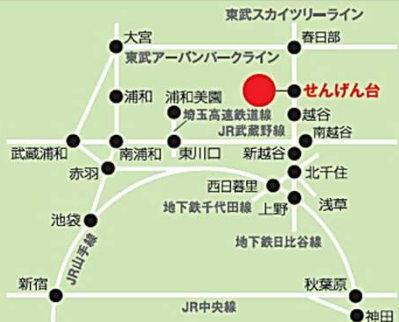 東武スカイツリーライン
大宮
春日部
東武アーバンパークライン
せんげん台
浦和
浦和美園
越谷
埼玉高速鉄道線
JR武蔵野線
南越谷
武蔵浦和
南浦和
東川口
新越谷
赤羽
北千住
西日暮里
地下鉄千代田線
上野
浅草
池袋
地下鉄日比谷線
JR山手線
新宿
秋葉原
JR中央線
神田